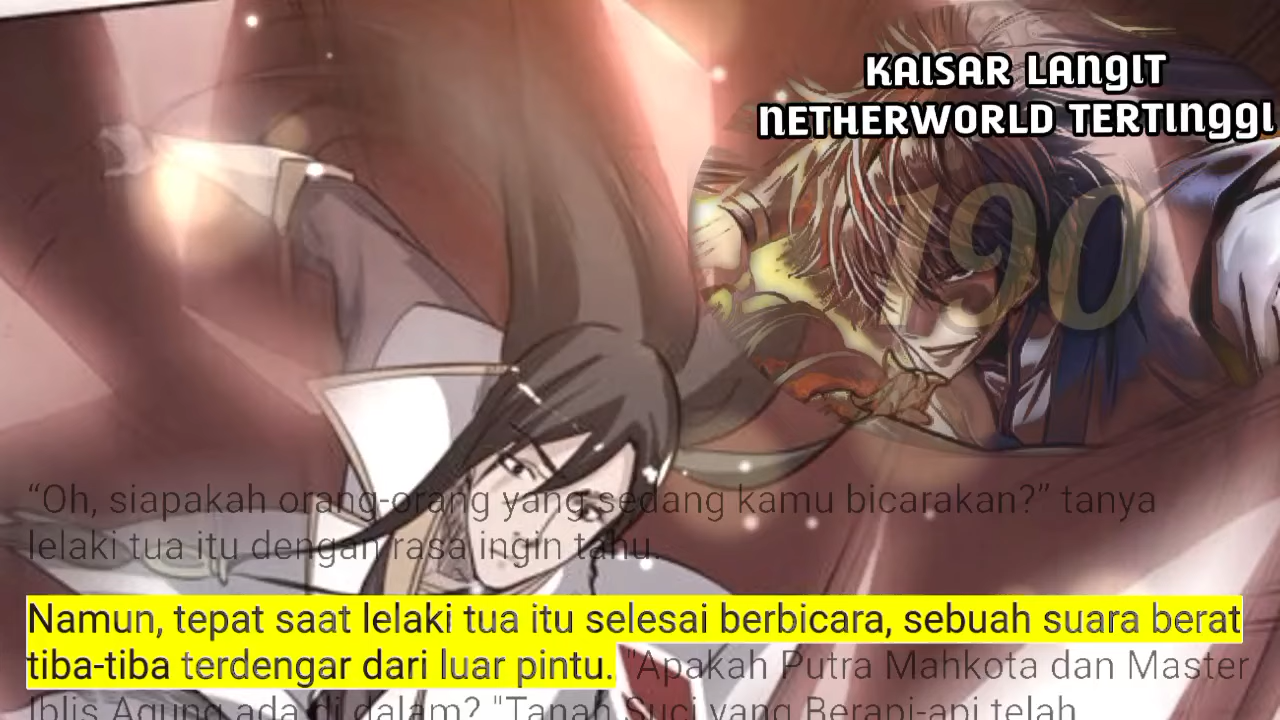 KAISAR LANGIT
NETHERWORLD TERTINGGI
190
“Oh, siapakah orang-orang yang sedang kamu bicarakan?” tanya
lelaki tua itu dengan rasa ingin tahu.
Namun, tepat saat lelaki tua itu selesai berbicara, sebuah suara berat
tiba-tiba terdengar dari luar pintu. "Apakah Putra Mahkota dan Master
Iblis Agung ada di dalam? "Tanah Suci yang Berapi-api telah